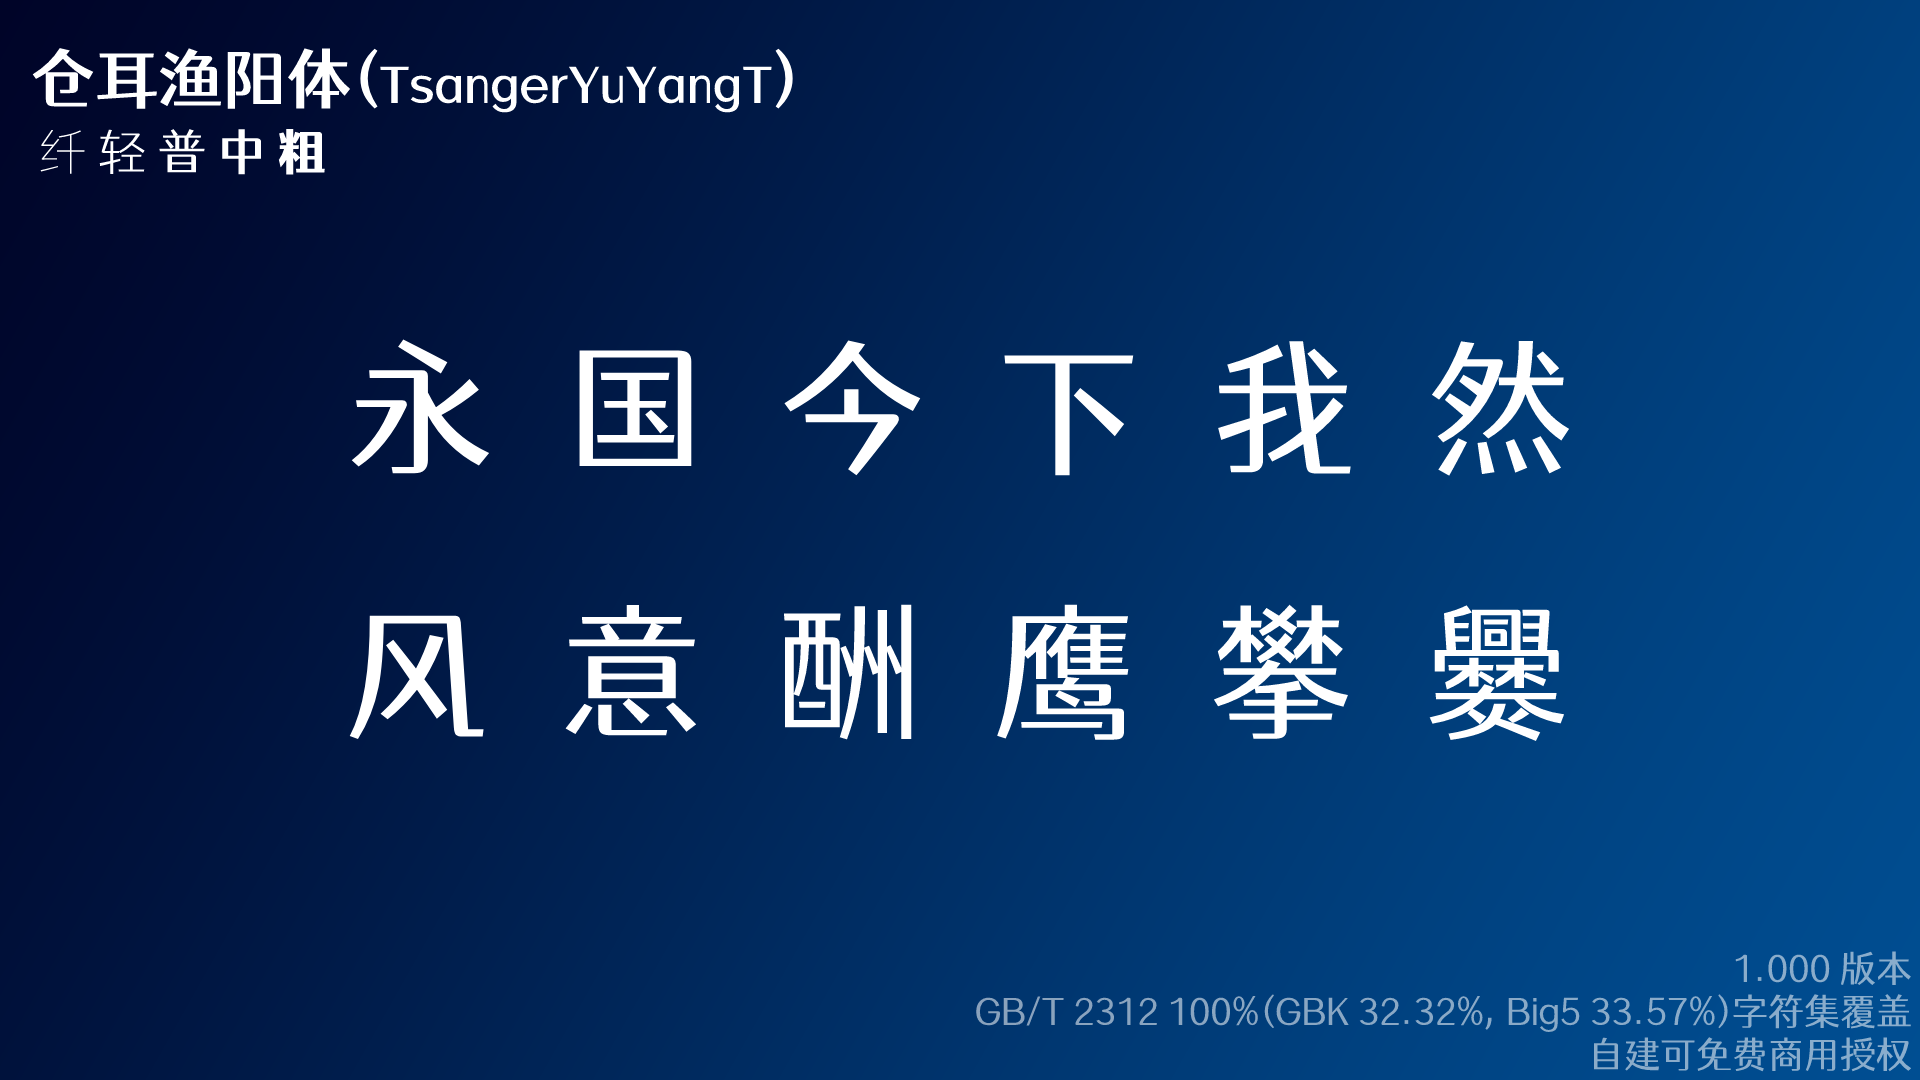 仓耳渔阳体(TsangerYuYangT)
纤轻普中粗
永国今下我然
风意酬鹰攀爨
1.000 版本
GB/T 2312 100%(GBK 32.32%, Big5 33.57%)字符集覆盖
自建可免费商用授权